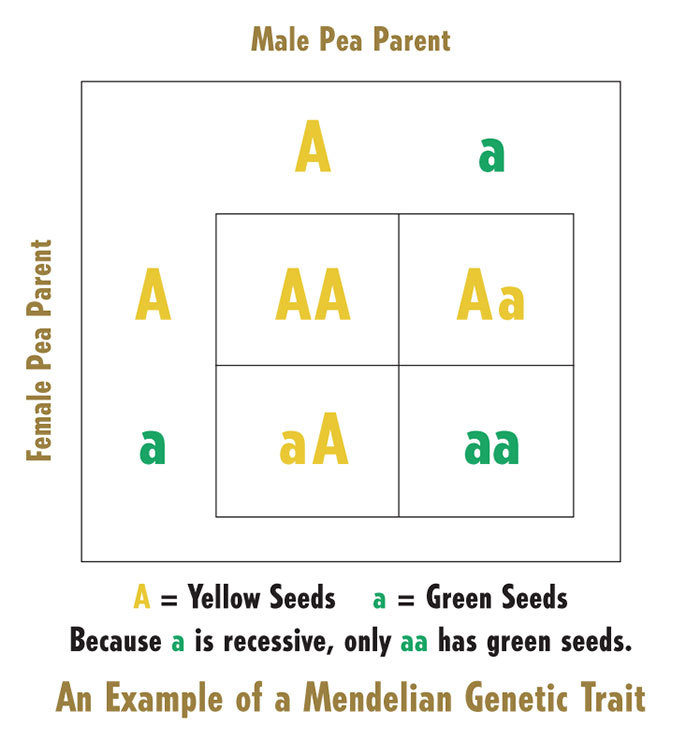 Male Pea Parent
Female Pea Parent
A a
A AA Aa
a aA aa
A = Yellow Seeds a = Green Seeds
Because a is recessive, only aa has green seeds.
An Example of a Mendelian Genetic Trait